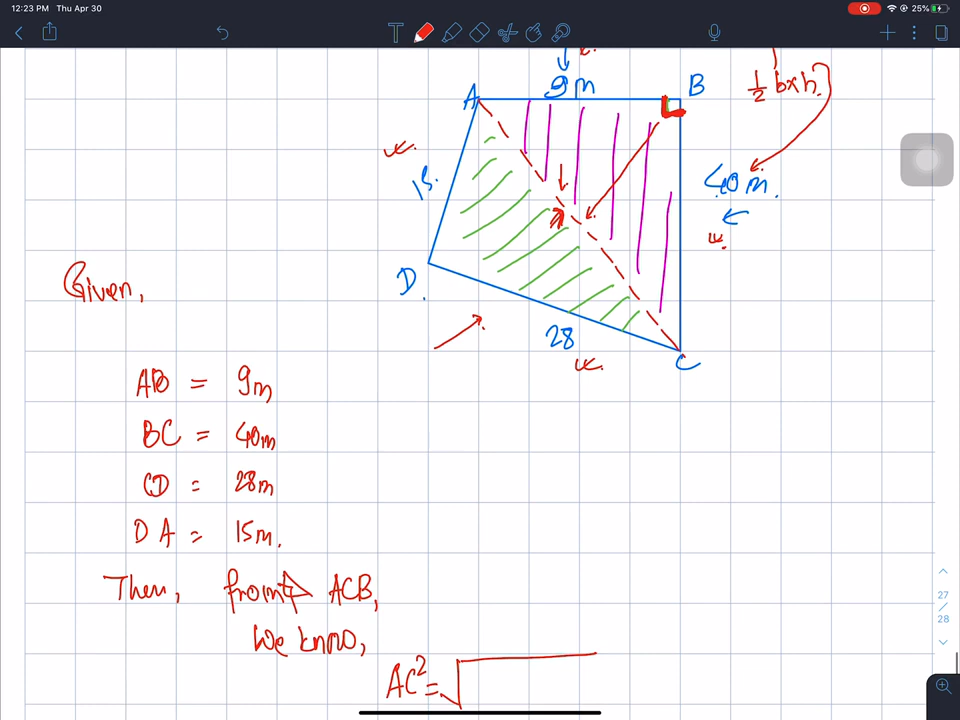 12:23 PM Thu Apr 30
25%
T
9m
A
B
1/2 b×h
15.
40m.
D.
28
C
Given,
AB = 9m
BC = 40m
CD = 28m
DA = 15m.
Then, from ACB,
We know,
AC² = √
27
/
28